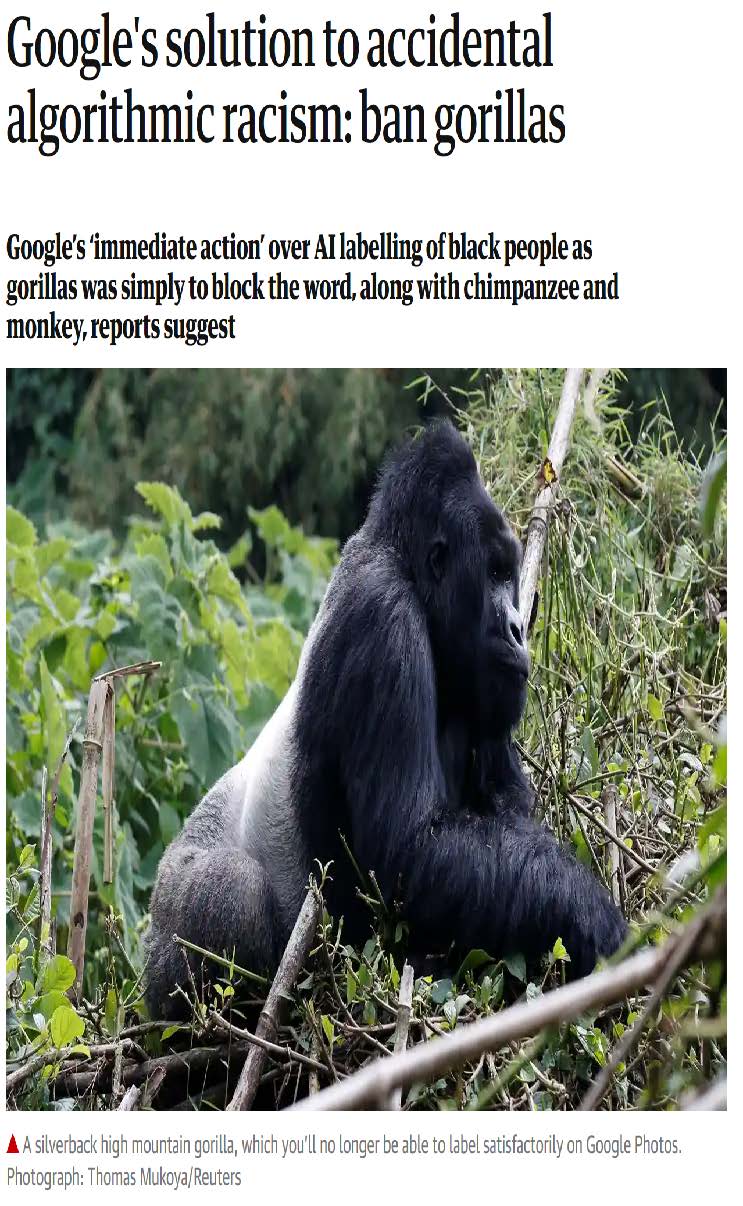 Google's solution to accidental
algorithmic racism: ban gorillas
Google's ‘immediate action’ over AI labelling of black people as
gorillas was simply to block the word, along with chimpanzee and
monkey, reports suggest
A silverback high mountain gorilla, which you'll no longer be able to label satisfactorily on Google Photos.
Photograph: Thomas Mukoya/Reuters